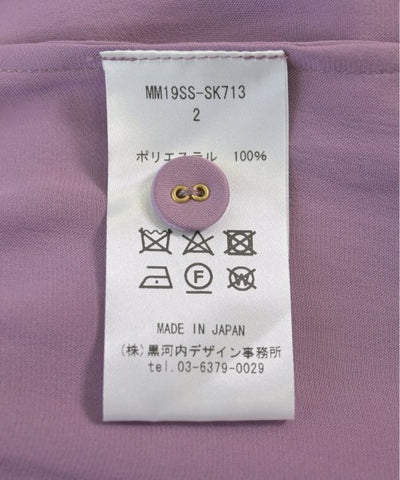 MM19SS-SK713
2
ポリエステル 100%
F
W
MADE IN JAPAN
(株)黒河内デザイン事務所
tel.03-6379-0029